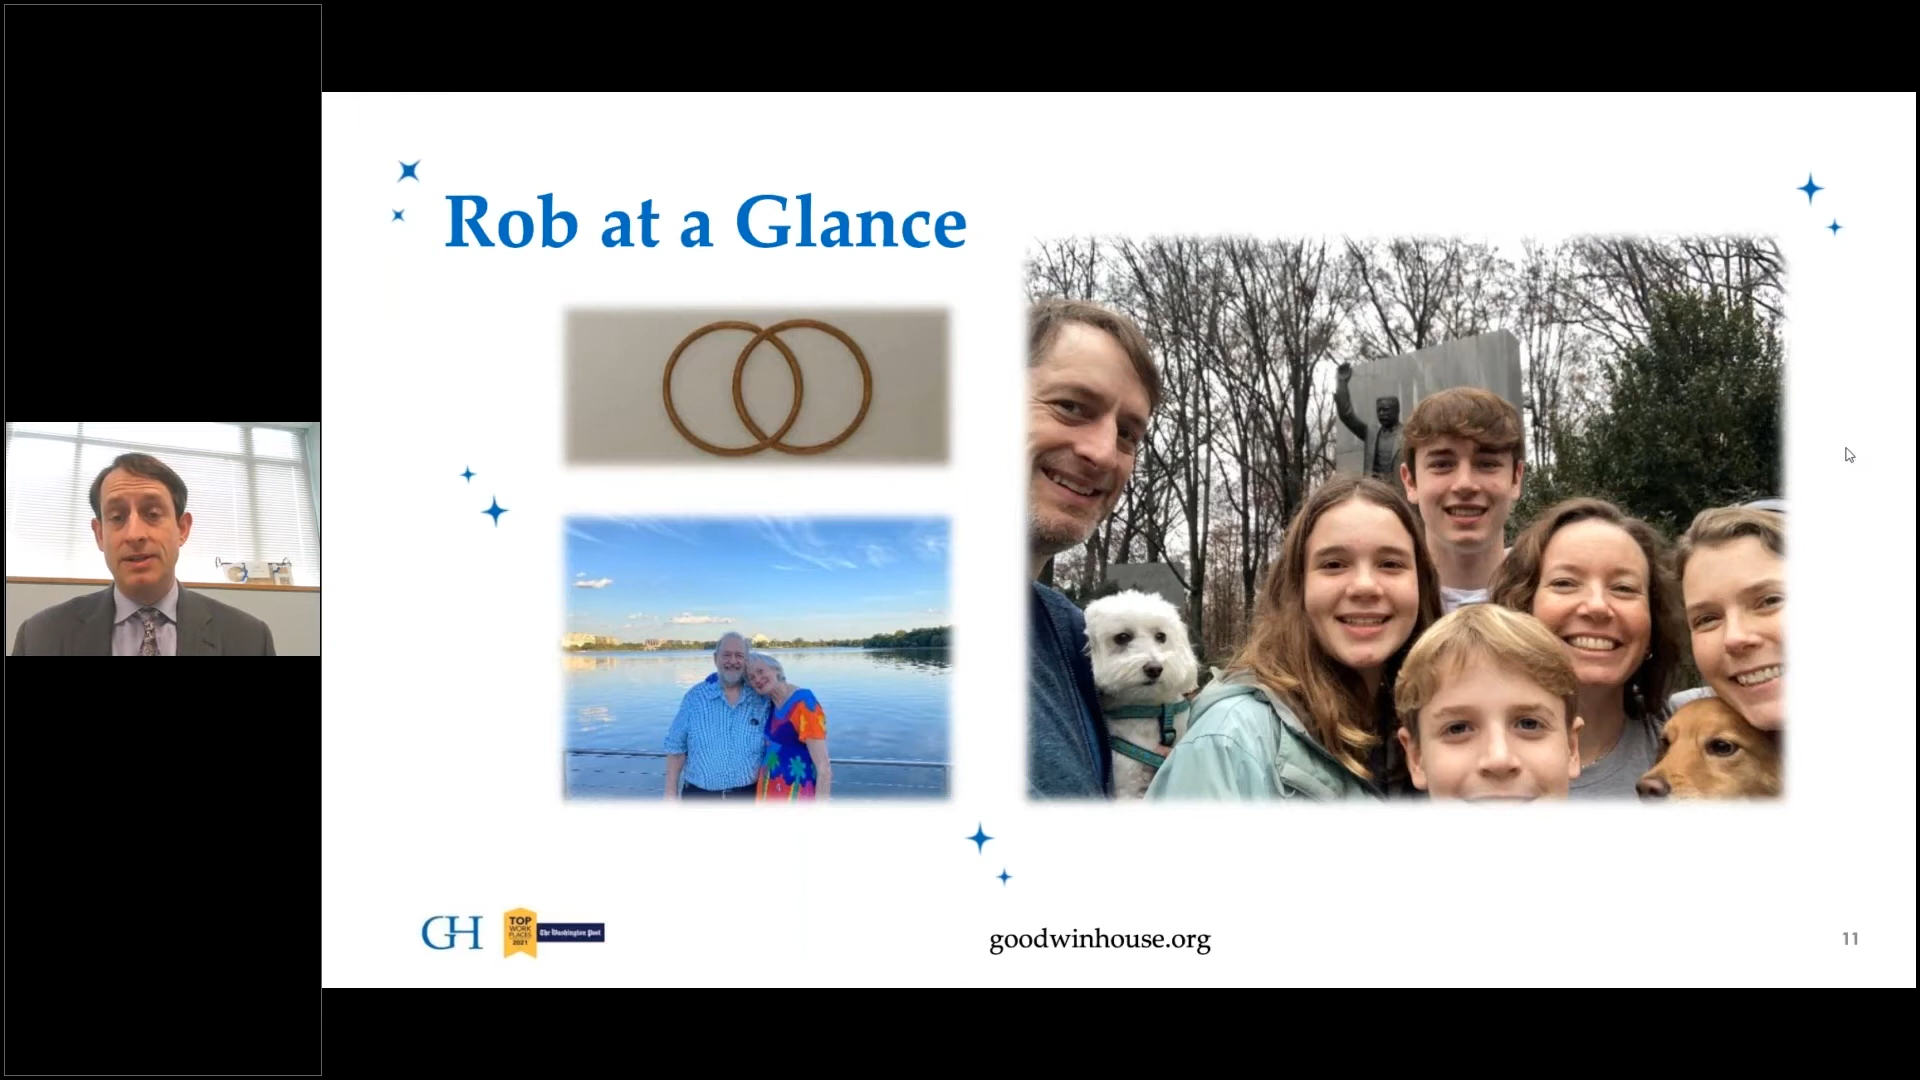 Rob at a Glance
GH
TOP
WORK
PLACES
2021
The Washington Post
goodwinhouse.org
11